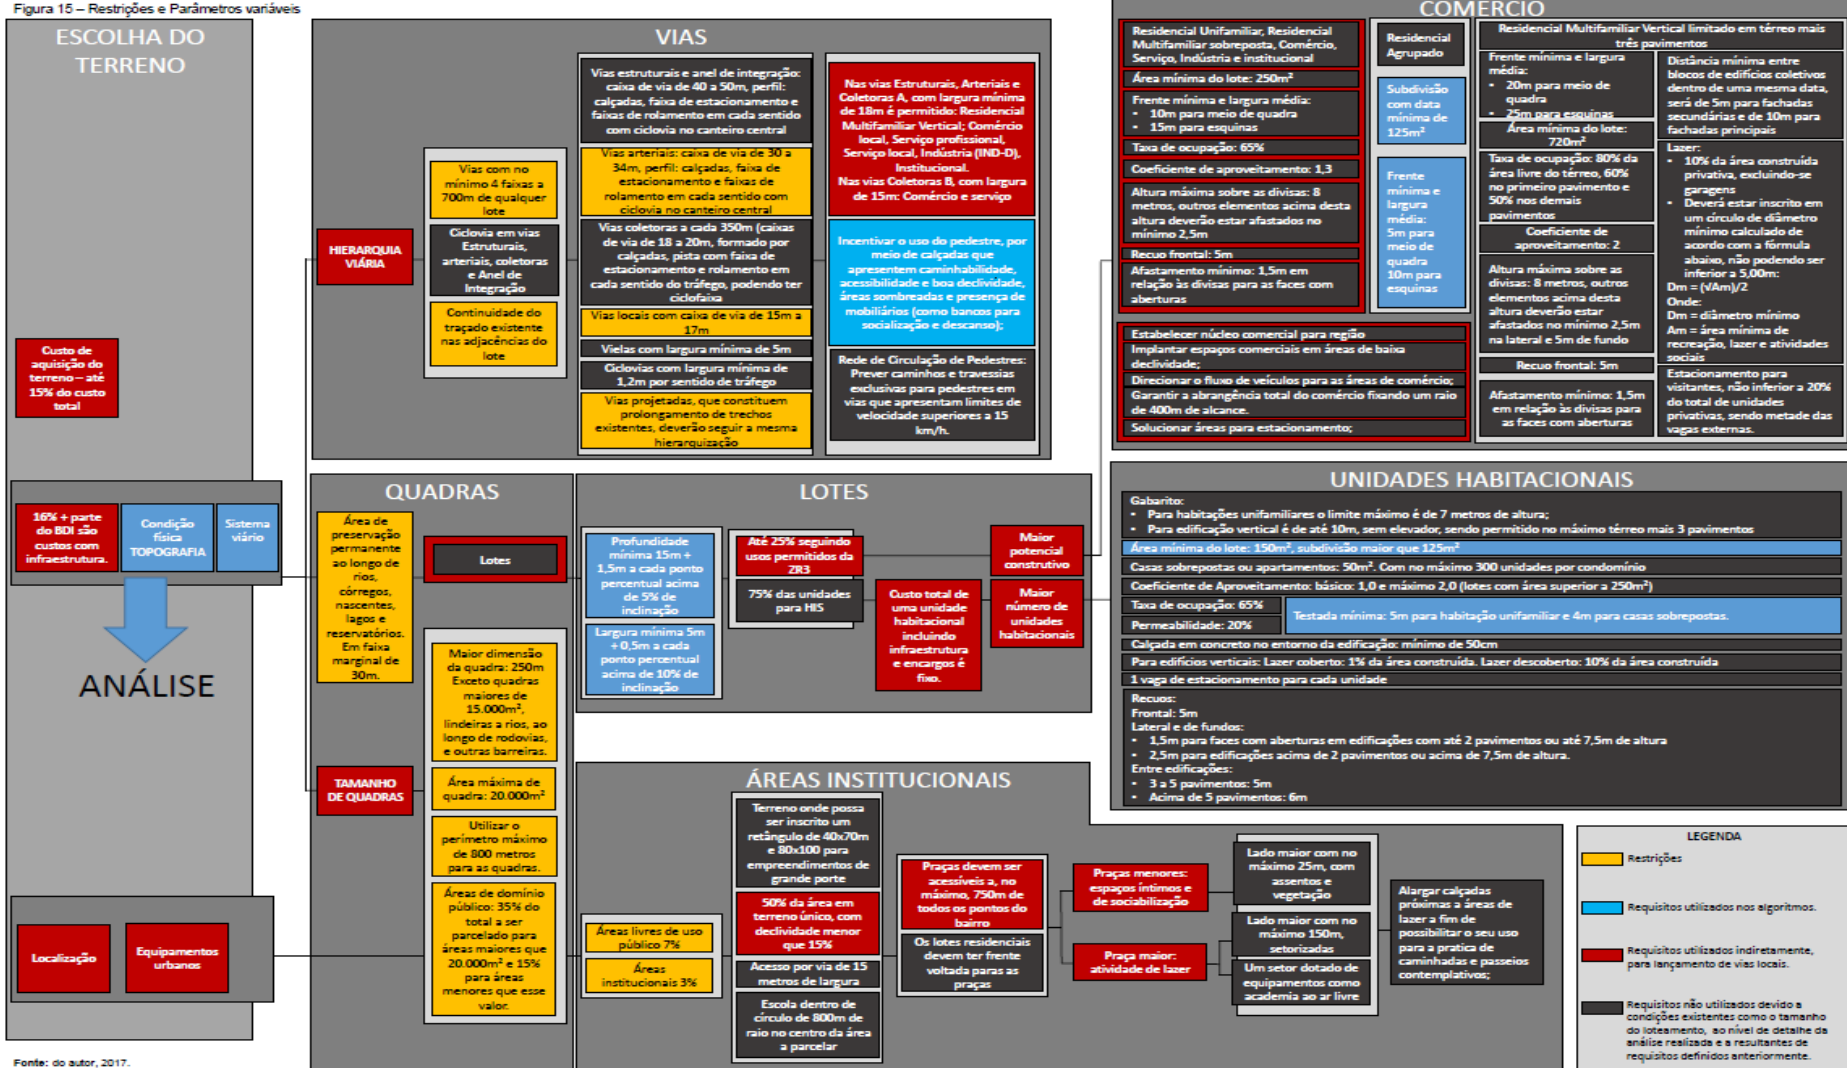 Figura 15 – Restrições e Parâmetros variáveis
ESCOLHA DO
TERRENO
Custo de
aquisição do
terreno – até
15% do custo
total
16% + parte
do BDI são
custos com
infraestrutura.
Condição
física
TOPOGRAFIA
Sistema
viário
ANÁLISE
Localização
Equipamentos
urbanos
VIAS
HIERARQUIA
VIÁRIA
Vias com no
mínimo 4 faixas a
700m de qualquer
lote
Ciclovia em vias
Estruturais,
arteriais, coletoras
e Anel de
Integração
Continuidade do
traçado existente
nas adjacências do
lote
Vias estruturais e anel de integração:
caixa de via de 40 a 50m, perfil:
calçadas, faixa de estacionamento e
faixas de rolamento em cada sentido
com ciclovia no canteiro central
Vias arteriais: caixa de via de 30 a
34m, perfil: calçadas, faixa de
estacionamento e faixas de
rolamento em cada sentido com
ciclovia no canteiro central
Vias coletoras a cada 350m (caixas
de via de 18 a 20m, formado por
calçadas, pista com faixa de
estacionamento e rolamento em
cada sentido do tráfego, podendo ter
ciclofaixa
Vias locais com caixa de via de 15m a
17m
Vielas com largura mínima de 5m
Ciclovias com largura mínima de
1,2m por sentido de tráfego
Vias projetadas, que constituem
prolongamento de trechos
existentes, deverão seguir a mesma
hierarquização
Nas vias Estruturais, Arteriais e
Coletoras A, com largura mínima
de 18m é permitido: Residencial
Multifamiliar Vertical; Comércio
local, Serviço profissional,
Serviço local, Indústria (IND-D),
Institucional.
Nas vias Coletoras B, com largura
de 15m: Comércio e serviço
Incentivar o uso do pedestre, por
meio de calçadas que
apresentem caminhabilidade,
acessibilidade e boa declividade,
áreas sombreadas e presença de
mobiliários (como bancos para
socialização e descanso);
Rede de Circulação de Pedestres:
Prever caminhos e travessias
exclusivas para pedestres em
vias que apresentam limites de
velocidade superiores a 15
km/h.
COMÉRCIO
Residencial Unifamiliar, Residencial
Multifamiliar sobreposta, Comércio,
Serviço, Indústria e institucional
Área mínima do lote: 250m²
Frente mínima e largura média:
• 10m para meio de quadra
• 15m para esquinas
Taxa de ocupação: 65%
Coeficiente de aproveitamento: 1,3
Altura máxima sobre as divisas: 8
metros, outros elementos acima desta
altura deverão estar afastados no
mínimo 2,5m
Recuo frontal: 5m
Afastamento mínimo: 1,5m em
relação às divisas para as faces com
aberturas
Residencial
Agrupado
Subdivisão
com data
mínima de
125m²
Frente
mínima e
largura
média:
5m para
meio de
quadra
10m para
esquinas
Residencial Multifamiliar Vertical limitado em térreo mais
três pavimentos
Frente mínima e largura
média:
• 20m para meio de
quadra
• 25m para esquinas
Área mínima do lote:
720m²
Taxa de ocupação: 80% da
área livre do térreo, 60%
no primeiro pavimento e
50% nos demais
pavimentos
Coeficiente de
aproveitamento: 2
Altura máxima sobre as
divisas: 8 metros, outros
elementos acima desta
altura deverão estar
afastados no mínimo 2,5m
na lateral e 5m de fundo
Recuo frontal: 5m
Afastamento mínimo: 1,5m
em relação às divisas para
as faces com aberturas
Distância mínima entre
blocos de edifícios coletivos
dentro de uma mesma data,
será de 5m para fachadas
secundárias e de 10m para
fachadas principais
Lazer:
• 10% da área construída
privativa, excluindo-se
garagens
• Deverá estar inscrito em
um círculo de diâmetro
mínimo calculado de
acordo com a fórmula
abaixo, não podendo ser
inferior a 5,00m:
Dm = (√Am)/2
Onde:
Dm = diâmetro mínimo
Am = área mínima de
recreação, lazer e atividades
sociais
Estacionamento para
visitantes, não inferior a 20%
do total de unidades
privativas, sendo metade das
vagas externas.
Estabelecer núcleo comercial para região
Implantar espaços comerciais em áreas de baixa
declividade;
Direcionar o fluxo de veículos para as áreas de comércio;
Garantir a abrangência total do comércio fixando um raio
de 400m de alcance.
Solucionar áreas para estacionamento;
QUADRAS
Área de
preservação
permanente
ao longo de
rios,
córregos,
nascentes,
lagos e
reservatórios.
Em faixa
marginal de
30m.
TAMANHO
DE QUADRAS
Lotes
Maior dimensão
da quadra: 250m
Exceto quadras
maiores de
15.000m²,
lindeiras a rios, ao
longo de rodovias,
e outras barreiras.
Área máxima de
quadra: 20.000m²
Utilizar o
perímetro máximo
de 800 metros
para as quadras.
Áreas de domínio
público: 35% do
total a ser
parcelado para
áreas maiores que
20.000m² e 15%
para áreas
menores que esse
valor.
LOTES
Profundidade
mínima 15m +
1,5m a cada ponto
percentual acima
de 5% de
inclinação
Largura mínima 5m
+ 0,5m a cada
ponto percentual
acima de 10% de
inclinação
Até 25% seguindo
usos permitidos da
ZR3
75% das unidades
para HIS
Custo total de
uma unidade
habitacional
incluindo
infraestrutura
e encargos é
fixo.
Maior
potencial
construtivo
Maior
número de
unidades
habitacionais
UNIDADES HABITACIONAIS
Gabarito:
• Para habitações unifamiliares o limite máximo é de 7 metros de altura;
• Para edificação vertical é de até 10m, sem elevador, sendo permitido no máximo térreo mais 3 pavimentos
Área mínima do lote: 150m², subdivisão maior que 125m²
Casas sobrepostas ou apartamentos: 50m². Com no máximo 300 unidades por condomínio
Coeficiente de Aproveitamento: básico: 1,0 e máximo 2,0 (lotes com área superior a 250m²)
Taxa de ocupação: 65%
Permeabilidade: 20%
Testada mínima: 5m para habitação unifamiliar e 4m para casas sobrepostas.
Calçada em concreto no entorno da edificação: mínimo de 50cm
Para edifícios verticais: Lazer coberto: 1% da área construída. Lazer descoberto: 10% da área construída
1 vaga de estacionamento para cada unidade
Recuos:
Frontal: 5m
Lateral e de fundos:
• 1,5m para faces com aberturas em edificações com até 2 pavimentos ou até 7,5m de altura
• 2,5m para edificações acima de 2 pavimentos ou acima de 7,5m de altura.
Entre edificações:
• 3 a 5 pavimentos: 5m
• Acima de 5 pavimentos: 6m
ÁREAS INSTITUCIONAIS
Áreas livres de uso
público 7%
Áreas
institucionais 3%
Terreno onde possa
ser inscrito um
retângulo de 40x70m
e 80x100 para
empreendimentos de
grande porte
50% da área em
terreno único, com
declividade menor
que 15%
Acesso por via de 15
metros de largura
Escola dentro de
círculo de 800m de
raio no centro da área
a parcelar
Praças devem ser
acessíveis a, no
máximo, 750m de
todos os pontos do
bairro
Os lotes residenciais
devem ter frente
voltada paras as
praças
Praças menores:
espaços íntimos e
de sociabilização
Praça maior:
atividade de lazer
Lado maior com no
máximo 25m, com
assentos e
vegetação
Lado maior com no
máximo 150m,
setorizadas
Um setor dotado de
equipamentos como
academia ao ar livre
Alargar calçadas
próximas a áreas de
lazer a fim de
possibilitar o seu uso
para a pratica de
caminhadas e passeios
contemplativos;
LEGENDA
Restrições
Requisitos utilizados nos algoritmos.
Requisitos utilizados indiretamente,
para lançamento de vias locais.
Requisitos não utilizados devido a
condições existentes como o tamanho
do loteamento, ao nível de detalhe da
análise realizada e a resultantes de
requisitos definidos anteriormente.
Fonte: do autor, 2017.